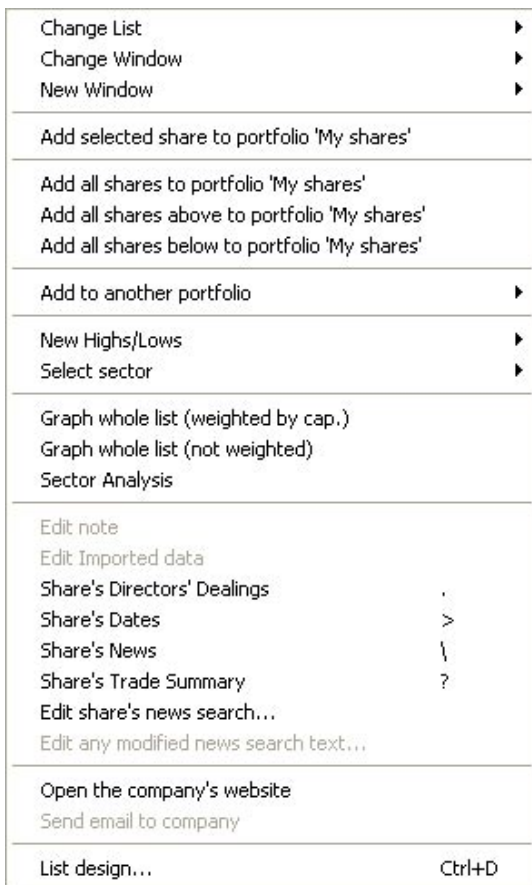 Change List
Change Window
New Window
Add selected share to portfolio 'My shares'
Add all shares to portfolio 'My shares'
Add all shares above to portfolio 'My shares'
Add all shares below to portfolio 'My shares'
Add to another portfolio
New Highs/Lows
Select sector
Graph whole list (weighted by cap.)
Graph whole list (not weighted)
Sector Analysis
Edit note
Edit Imported data
Share's Directors' Dealings .
Share's Dates >
Share's News \
Share's Trade Summary ?
Edit share's news search...
Edit any modified news search text...
Open the company's website
Send email to company
List design... Ctrl+D